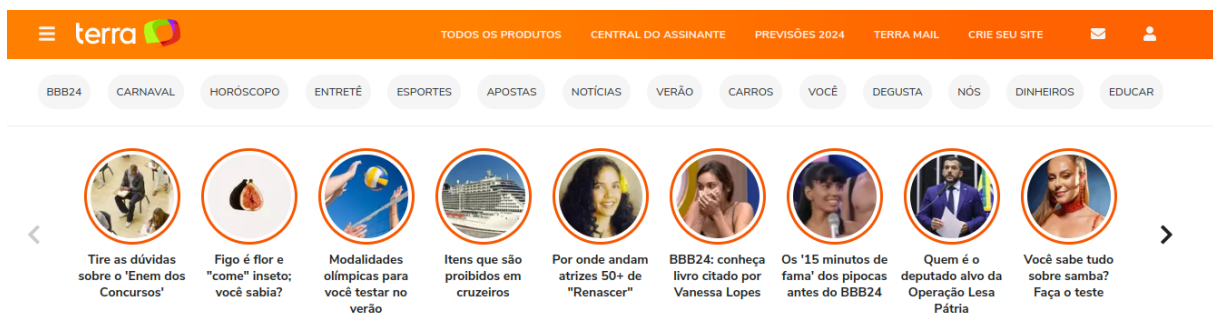 terra
TODOS OS PRODUTOS CENTRAL DO ASSINANTE PREVISÕES 2024 TERRA MAIL CRIE SEU SITE
BBB24 CARNAVAL HORÓSCOPO ENTRETÊ ESPORTES APOSTAS NOTÍCIAS VERÃO CARROS VOCÊ DEGUSTA NÓS DINHEIROS EDUCAR
Tire as dúvidas
sobre o 'Enem dos
Concursos'
Figo é flor e
"come" inseto;
você sabia?
Modalidades
olímpicas para
você testar no
verão
Itens que são
proibidos em
cruzeiros
Por onde andam
atrizes 50+ de
"Renascer"
BBB24: conheça
livro citado por
Vanessa Lopes
Os '15 minutos de
fama' dos pipocas
antes do BBB24
Quem é o
deputado alvo da
Operação Lesa
Pátria
Você sabe tudo
sobre samba?
Faça o teste